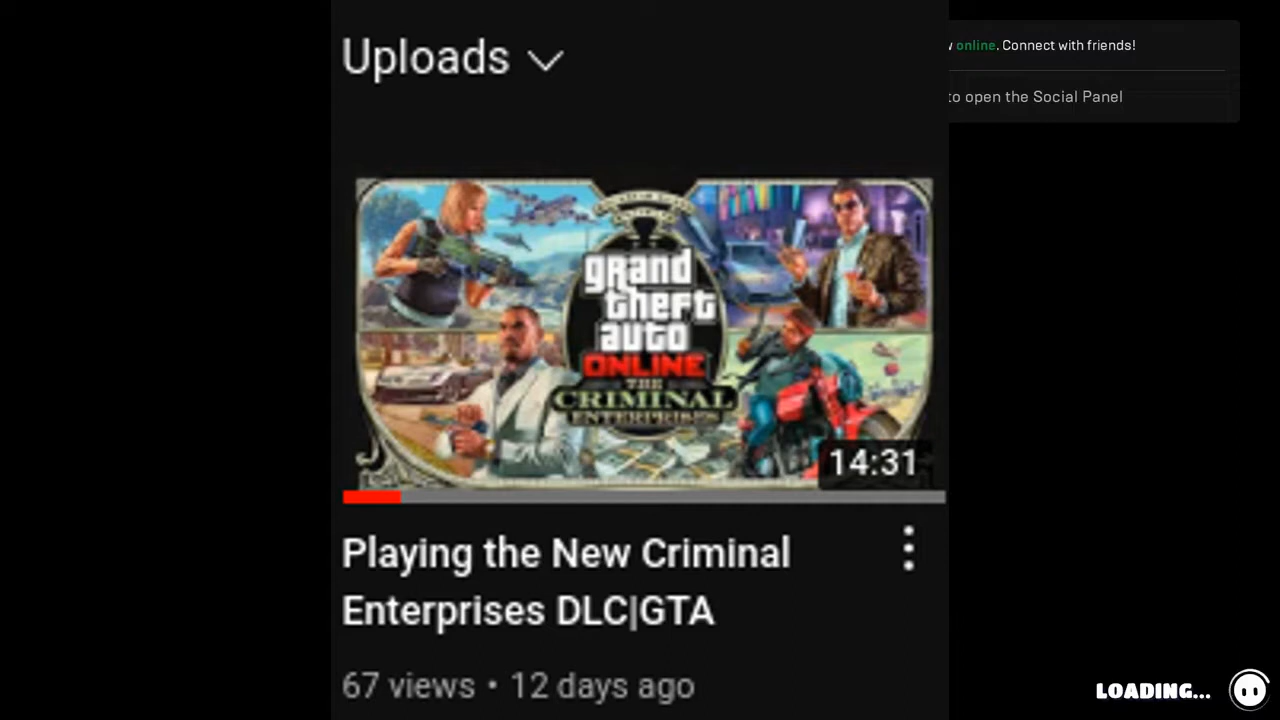 Uploads
online. Connect with friends!
to open the Social Panel
grand
theft
auto
ONLINE
THE
CRIMINAL
ENTERPRISES
14:31
Playing the New Criminal
Enterprises DLC|GTA
67 views • 12 days ago
LOADING...